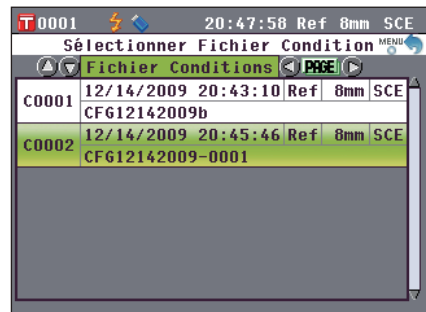 T 0001 20:47:58 Ref 8mm SCE
Sélectionner Fichier Condition MENU
Fichier Conditions PAGE
C0001 12/14/2009 20:43:10 Ref 8mm SCE
CFG12142009b
C0002 12/14/2009 20:45:46 Ref 8mm SCE
CFG12142009-0001